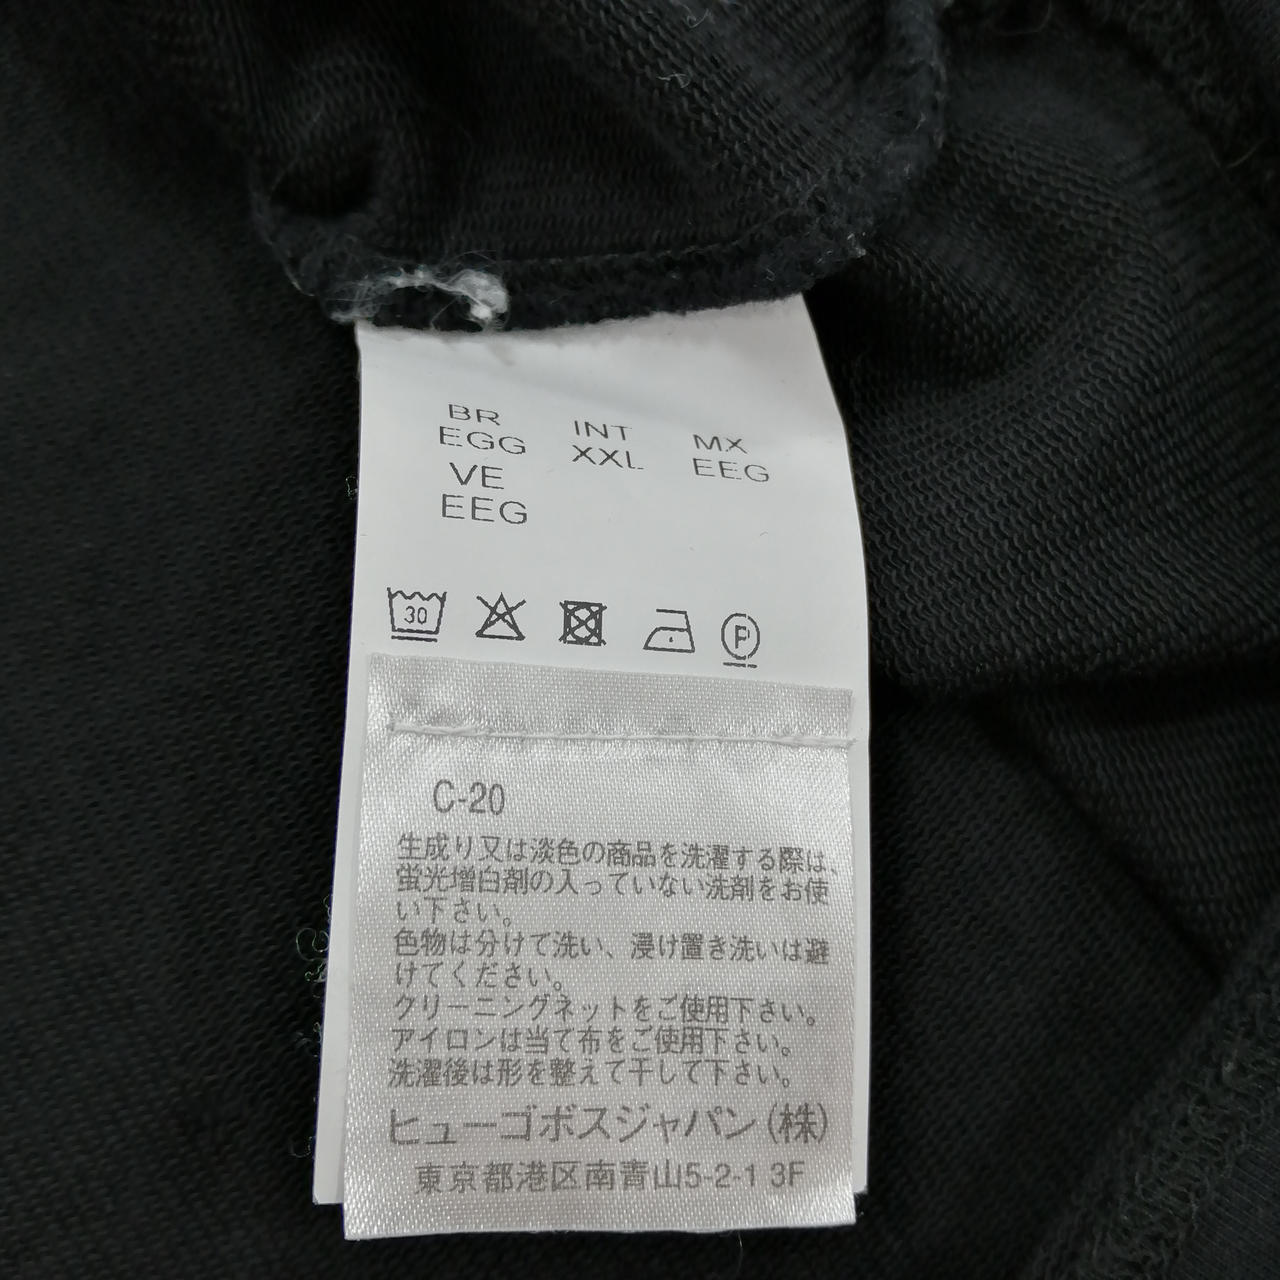 BR
EGG
INT
XXL
MX
EEG
VE
EEG
30
P
C-20
生成り又は淡色の商品を洗濯する際は、
蛍光増白剤の入っていない洗剤をお使
い下さい。
色物は分けて洗い、浸け置き洗いは避
けてください。
クリーニングネットをご使用下さい。
アイロンは当て布をご使用下さい。
洗濯後は形を整えて干して下さい。
ヒューゴボスジャパン(株)
東京都港区南青山5-2-1 3F